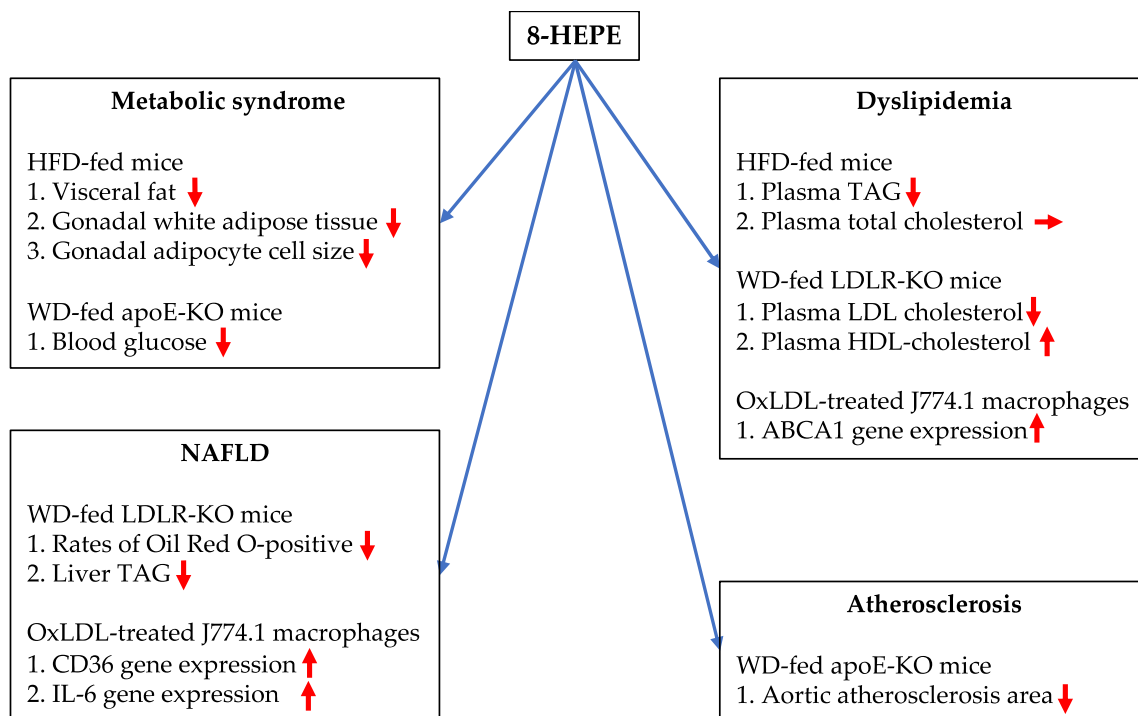 8-HEPE
Metabolic syndrome
HFD-fed mice
1. Visceral fat
2. Gonadal white adipose tissue
3. Gonadal adipocyte cell size
WD-fed apoE-KO mice
1. Blood glucose
Dyslipidemia
HFD-fed mice
1. Plasma TAG
2. Plasma total cholesterol
WD-fed LDLR-KO mice
1. Plasma LDL cholesterol
2. Plasma HDL-cholesterol
OxLDL-treated J774.1 macrophages
1. ABCA1 gene expression
NAFLD
WD-fed LDLR-KO mice
1. Rates of Oil Red O-positive
2. Liver TAG
OxLDL-treated J774.1 macrophages
1. CD36 gene expression
2. IL-6 gene expression
Atherosclerosis
WD-fed apoE-KO mice
1. Aortic atherosclerosis area